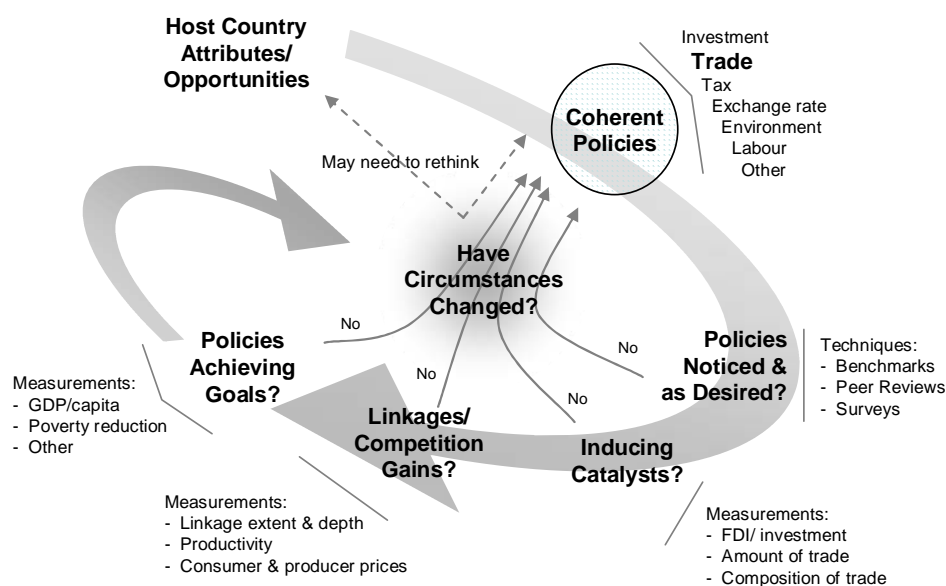 Host Country
Attributes/
Opportunities
Investment
Trade
Tax
Exchange rate
Environment
Labour
Other
Coherent
Policies
May need to rethink
Have
Circumstances
Changed?
No
No
No
No
Policies
Achieving
Goals?
Measurements:
- GDP/capita
- Poverty reduction
- Other
Linkages/
Competition
Gains?
Measurements:
- Linkage extent & depth
- Productivity
- Consumer & producer prices
Inducing
Catalysts?
Measurements:
- FDI/ investment
- Amount of trade
- Composition of trade
Policies
Noticed &
as Desired?
Techniques:
- Benchmarks
- Peer Reviews
- Surveys